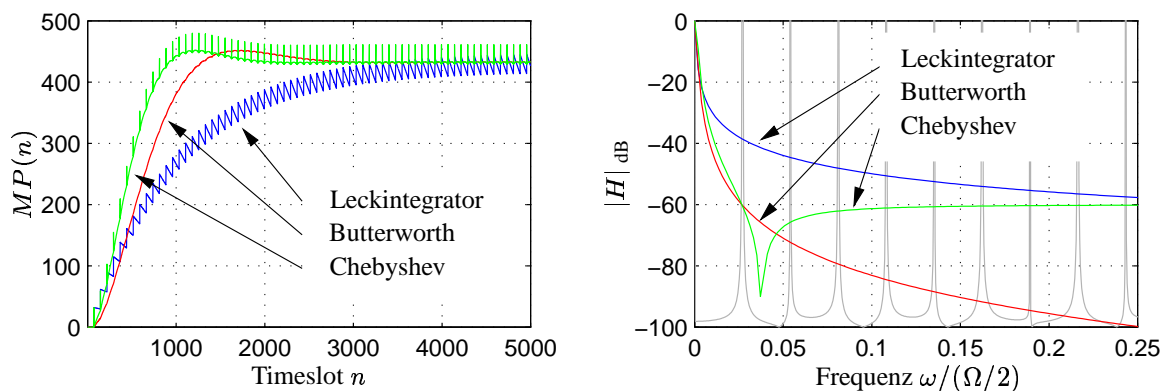 500
400
300
200
100
0
MP(n)
1000
2000
3000
4000
5000
Timeslot n
Leckintegrator
Butterworth
Chebyshev
0
−20
−40
−60
−80
−100
|H| dB
0
0.05
0.1
0.15
0.2
0.25
Frequenz ω/(Ω/2)
Leckintegrator
Butterworth
Chebyshev